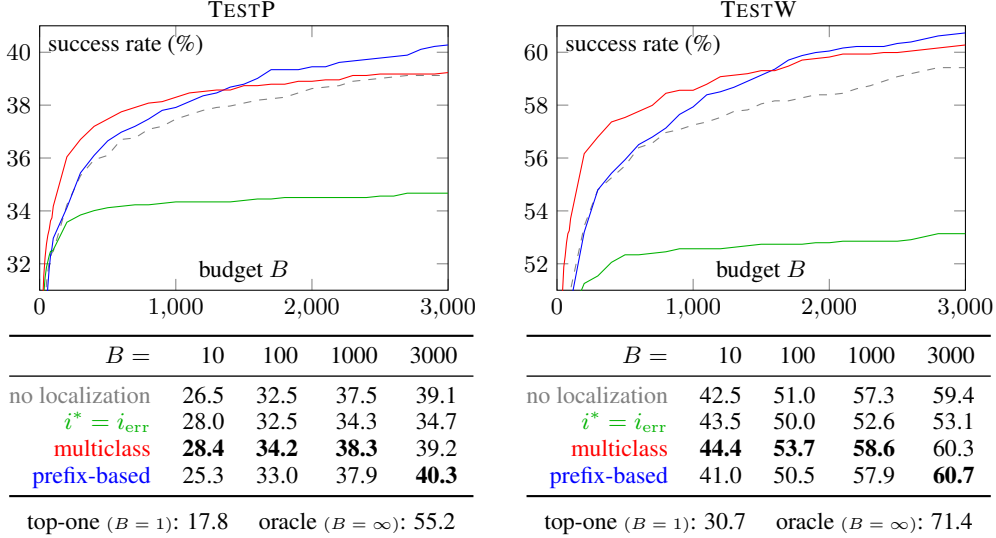 TESTP
success rate (%)
40
38
36
34
32
budget B
0 1,000 2,000 3,000
B = 10 100 1000 3000
no localization 26.5 32.5 37.5 39.1
i* = i_err 28.0 32.5 34.3 34.7
multiclass 28.4 34.2 38.3 39.2
prefix-based 25.3 33.0 37.9 40.3
top-one (B = 1): 17.8 oracle (B = ∞): 55.2
TESTW
success rate (%)
60
58
56
54
52
budget B
0 1,000 2,000 3,000
B = 10 100 1000 3000
no localization 42.5 51.0 57.3 59.4
i* = i_err 43.5 50.0 52.6 53.1
multiclass 44.4 53.7 58.6 60.3
prefix-based 41.0 50.5 57.9 60.7
top-one (B = 1): 30.7 oracle (B = ∞): 71.4